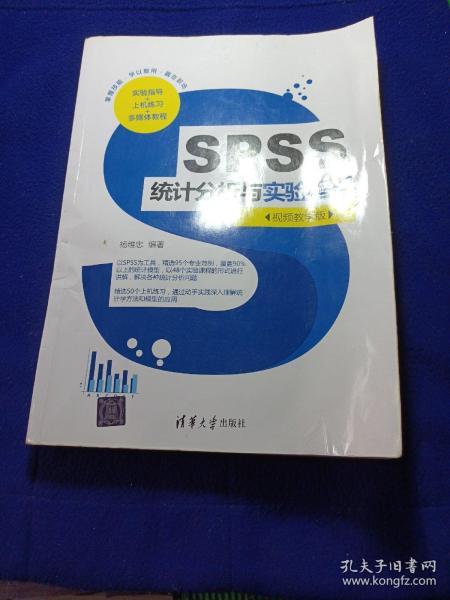 掌握技能 学以致用 赢在职场
实验指导
+
上机练习
+
多媒体教程
SPSS
统计分析与实验
视频教学版
杨维忠 编著
以SPSS为工具，精选95个专业范例，覆盖90%
以上的统计模型，以48个实验课程的形式进行
讲解，解决各种统计分析问题
精选50个上机练习，通过动手实践深入理解统
计学方法和模型的应用
清华大学出版社
孔夫子旧书网
www.kongfz.com